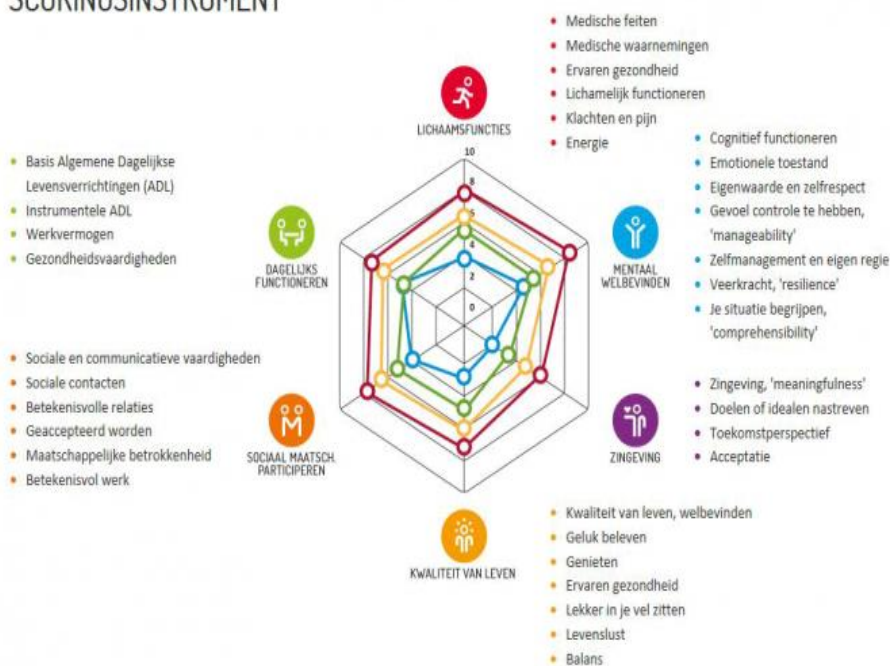 SCORINGSINSTRUMENT
Medische feiten
Medische waarnemingen
Ervaren gezondheid
Lichamelijk functioneren
Klachten en pijn
Energie
LICHAAMSFUNCTIES
10
8
6
4
2
0
Cognitief functioneren
Emotionele toestand
Eigenwaarde en zelfrespect
Gevoel controle te hebben,
'manageability'
Zelfmanagement en eigen regie
Veerkracht, 'resilience'
Je situatie begrijpen,
'comprehensibility'
MENTAAL
WELBEVINDEN
Basis Algemene Dagelijkse
Levensverrichtingen (ADL)
Instrumentele ADL
Werkvermogen
Gezondheidsvaardigheden
DAGELIJKS
FUNCTIONEREN
Sociale en communicatieve vaardigheden
Sociale contacten
Betekenisvolle relaties
Geaccepteerd worden
Maatschappelijke betrokkenheid
Betekenisvol werk
SOCIAAL MAATSCH.
PARTICIPEREN
Zingeving, 'meaningfulness'
Doelen of idealen nastreven
Toekomstperspectief
Acceptatie
ZINGEVING
KWALITEIT VAN LEVEN
Kwaliteit van leven, welbevinden
Geluk beleven
Genieten
Ervaren gezondheid
Lekker in je vel zitten
Levenslust
Balans